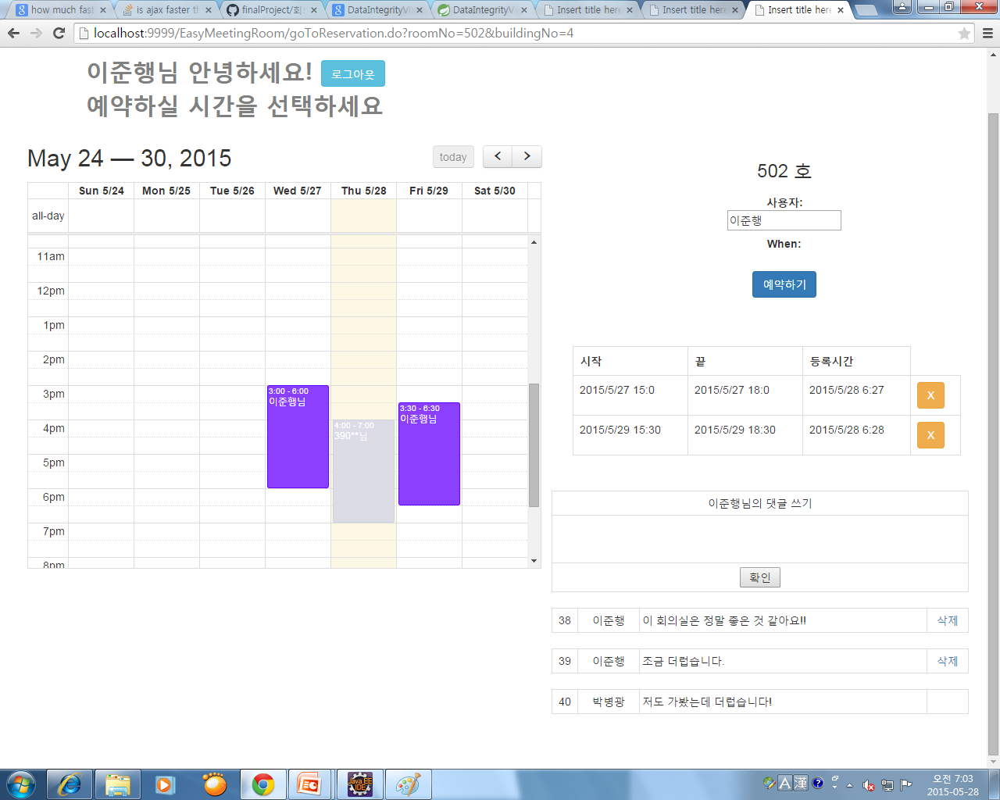 how much fast
is ajax faster th
finalProject/회
DataIntegrityVi
DataIntegrityV
Insert title here
Insert title here
Insert title here
localhost:9999/EasyMeetingRoom/goToReservation.do?roomNo=502&buildingNo=4
이준행님 안녕하세요! 로그아웃
예약하실 시간을 선택하세요
May 24 — 30, 2015
today
Sun 5/24 Mon 5/25 Tue 5/26 Wed 5/27 Thu 5/28 Fri 5/29 Sat 5/30
all-day
11am
12pm
1pm
2pm
3pm
4pm
5pm
6pm
7pm
8pm
3:00 - 6:00
이준행님
4:00 - 7:00
390**님
3:30 - 6:30
이준행님
502 호
사용자:
이준행
When:
예약하기
시작 끝 등록시간
2015/5/27 15:0 2015/5/27 18:0 2015/5/28 6:27 X
2015/5/29 15:30 2015/5/29 18:30 2015/5/28 6:28 X
이준행님의 댓글 쓰기
확인
38 이준행 이 회의실은 정말 좋은 것 같아요!! 삭제
39 이준행 조금 더럽습니다. 삭제
40 박병광 저도 가봤는데 더럽습니다!
Java EE
IDE
A 漢
오전 7:03
2015-05-28